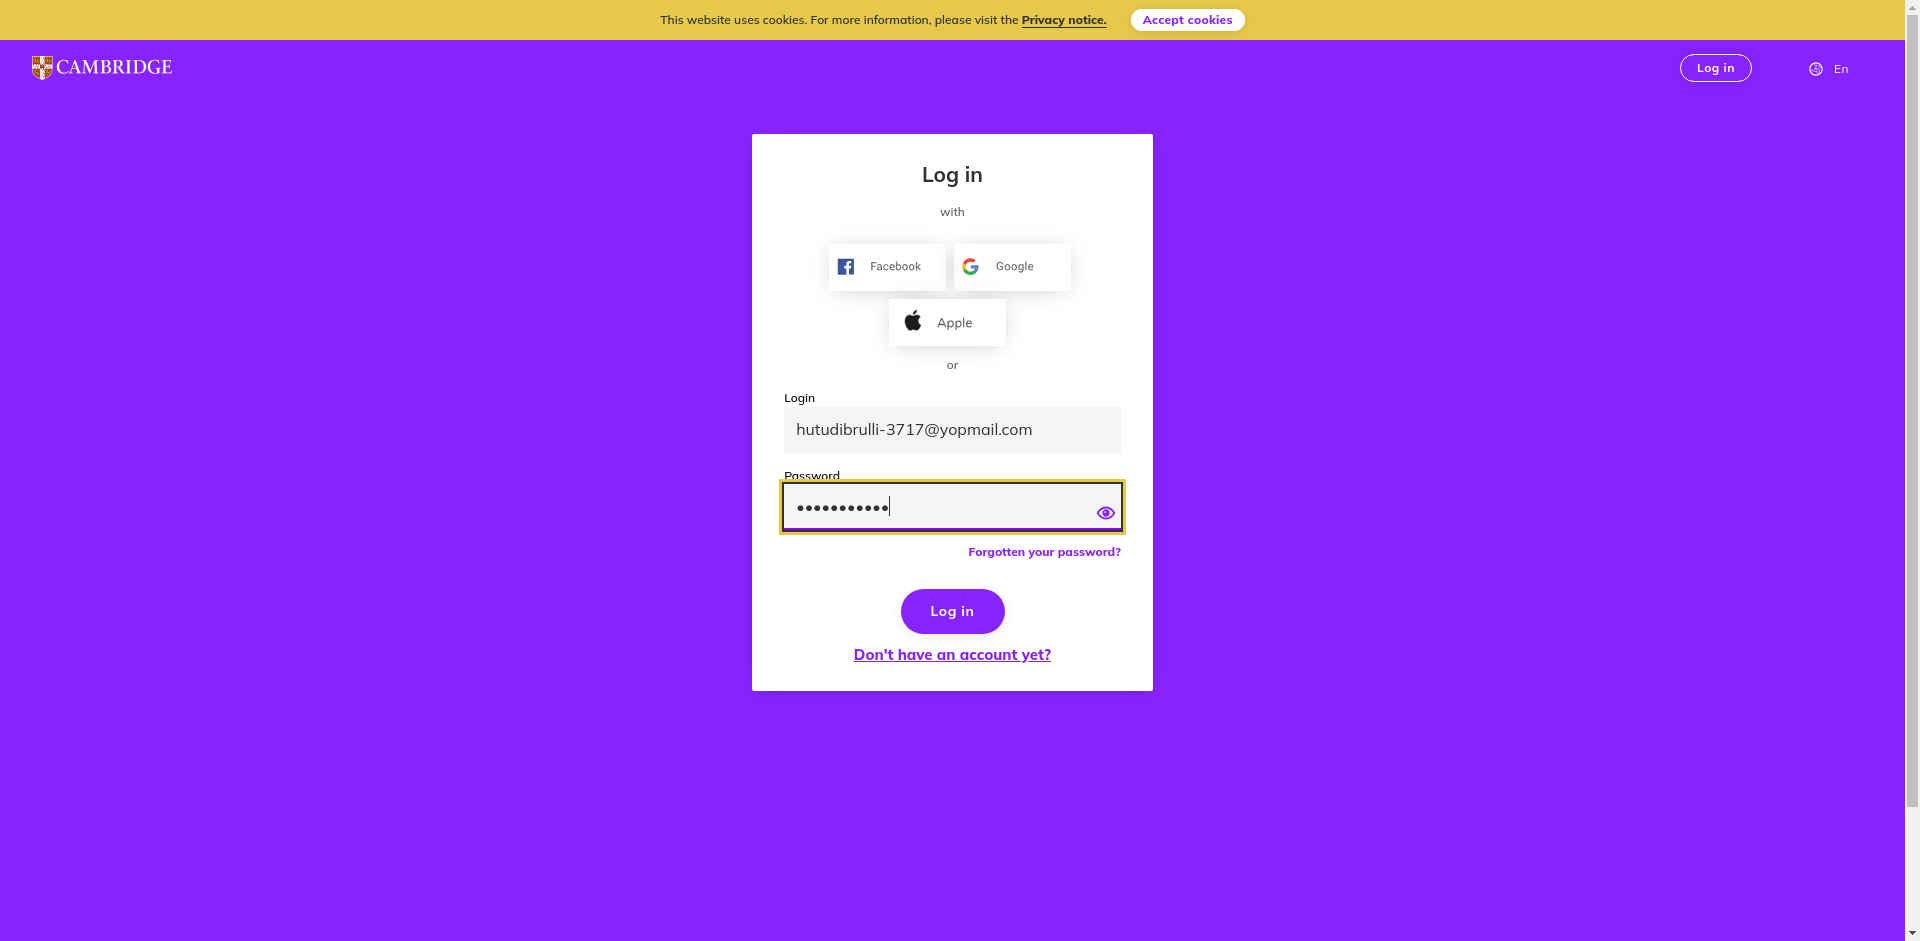 This website uses cookies. For more information, please visit the Privacy notice. Accept cookies
CAMBRIDGE
Log in
En
Log in
with
Facebook
Google
Apple
or
Login
hutudibrulli-3717@yopmail.com
Password
•••••••••••
Forgotten your password?
Log in
Don't have an account yet?